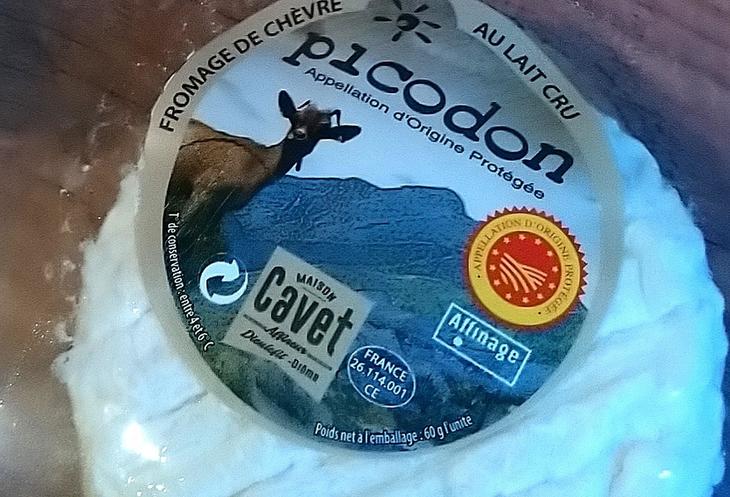 FROMAGE DE CHÈVRE
AU LAIT CRU
picodon
Appellation d'Origine Protégée
APPELLATION D'ORIGINE PROTÉGÉE
T° de conservation : entre 4 et 6°C
MAISON
Cavet
Affineur
Dieulefit - DRÔME
Affinage
FRANCE
26.114.001
CE
Poids net à l'emballage : 60 g l'unité